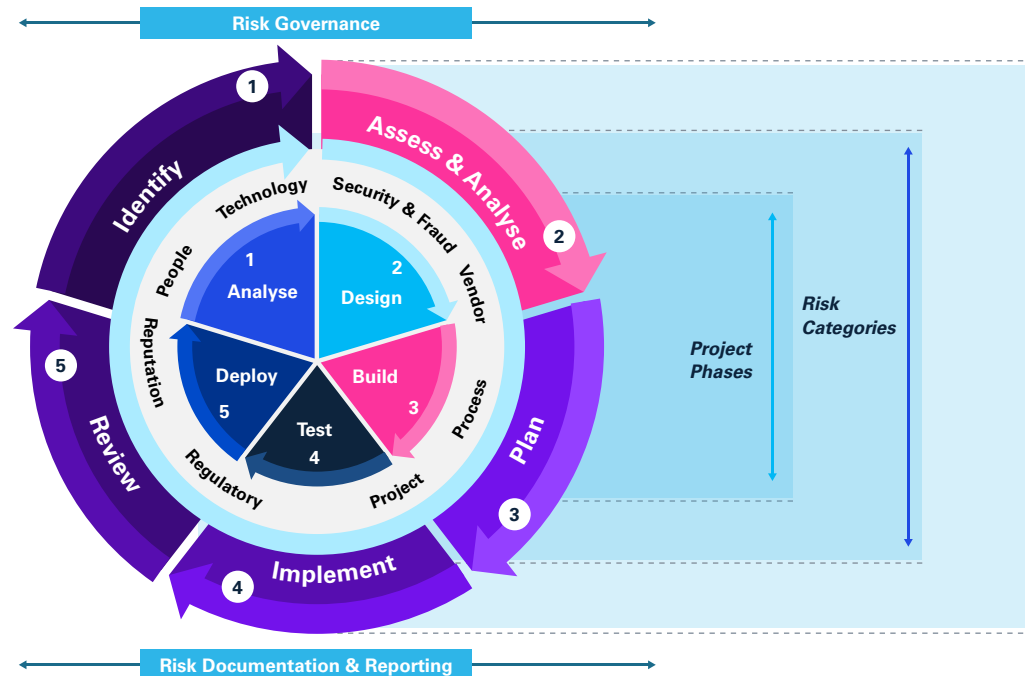 Risk Governance
1
Identify
Assess & Analyse
2
Plan
3
Implement
4
Review
5
People
Technology
Security & Fraud
Vendor
Process
Project
Regulatory
Reputation
1
Analyse
2
Design
Build
3
Test
4
Deploy
5
Project
Phases
Risk
Categories
Risk Documentation & Reporting